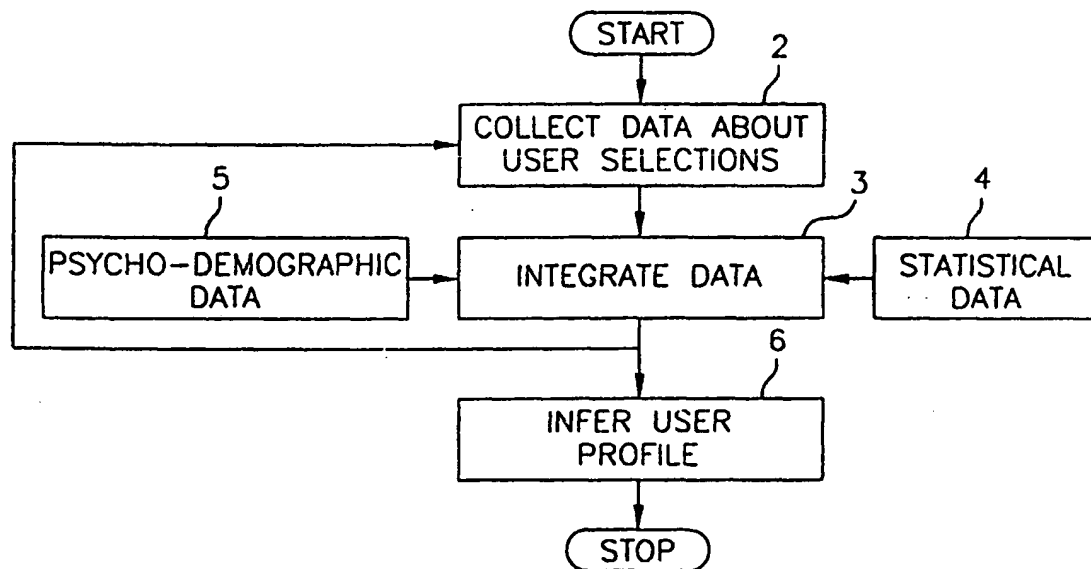 START
2
COLLECT DATA ABOUT
USER SELECTIONS
5
3
4
PSYCHO-DEMOGRAPHIC
DATA
INTEGRATE DATA
STATISTICAL
DATA
6
INFER USER
PROFILE
STOP